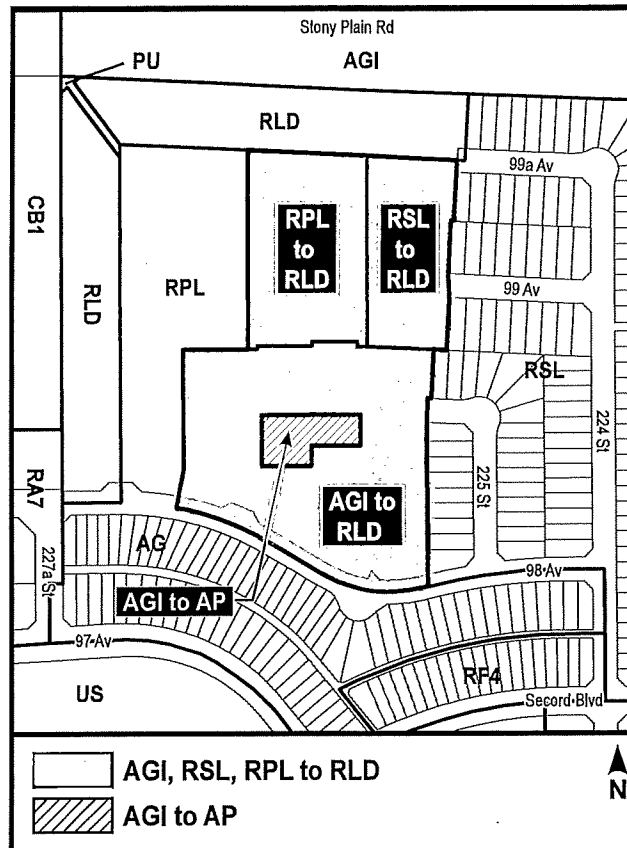 Stony Plain Rd
PU
AGI
RLD
99a Av
CB1
RLD
RPL
RPL
to
RLD
RSL
to
RLD
99 Av
RSL
224 St
225 St
RA7
AGI to
RLD
AG
227a St
98 Av
AGI to AP
97 Av
RF4
US
Secord Blvd
AGI, RSL, RPL to RLD
AGI to AP
N